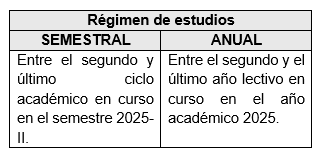 Régimen de estudios
SEMESTRAL
ANUAL
Entre el segundo y
último ciclo
académico en curso
en el semestre 2025-
II.
Entre el segundo y el
último año lectivo en
curso en el año
académico 2025.